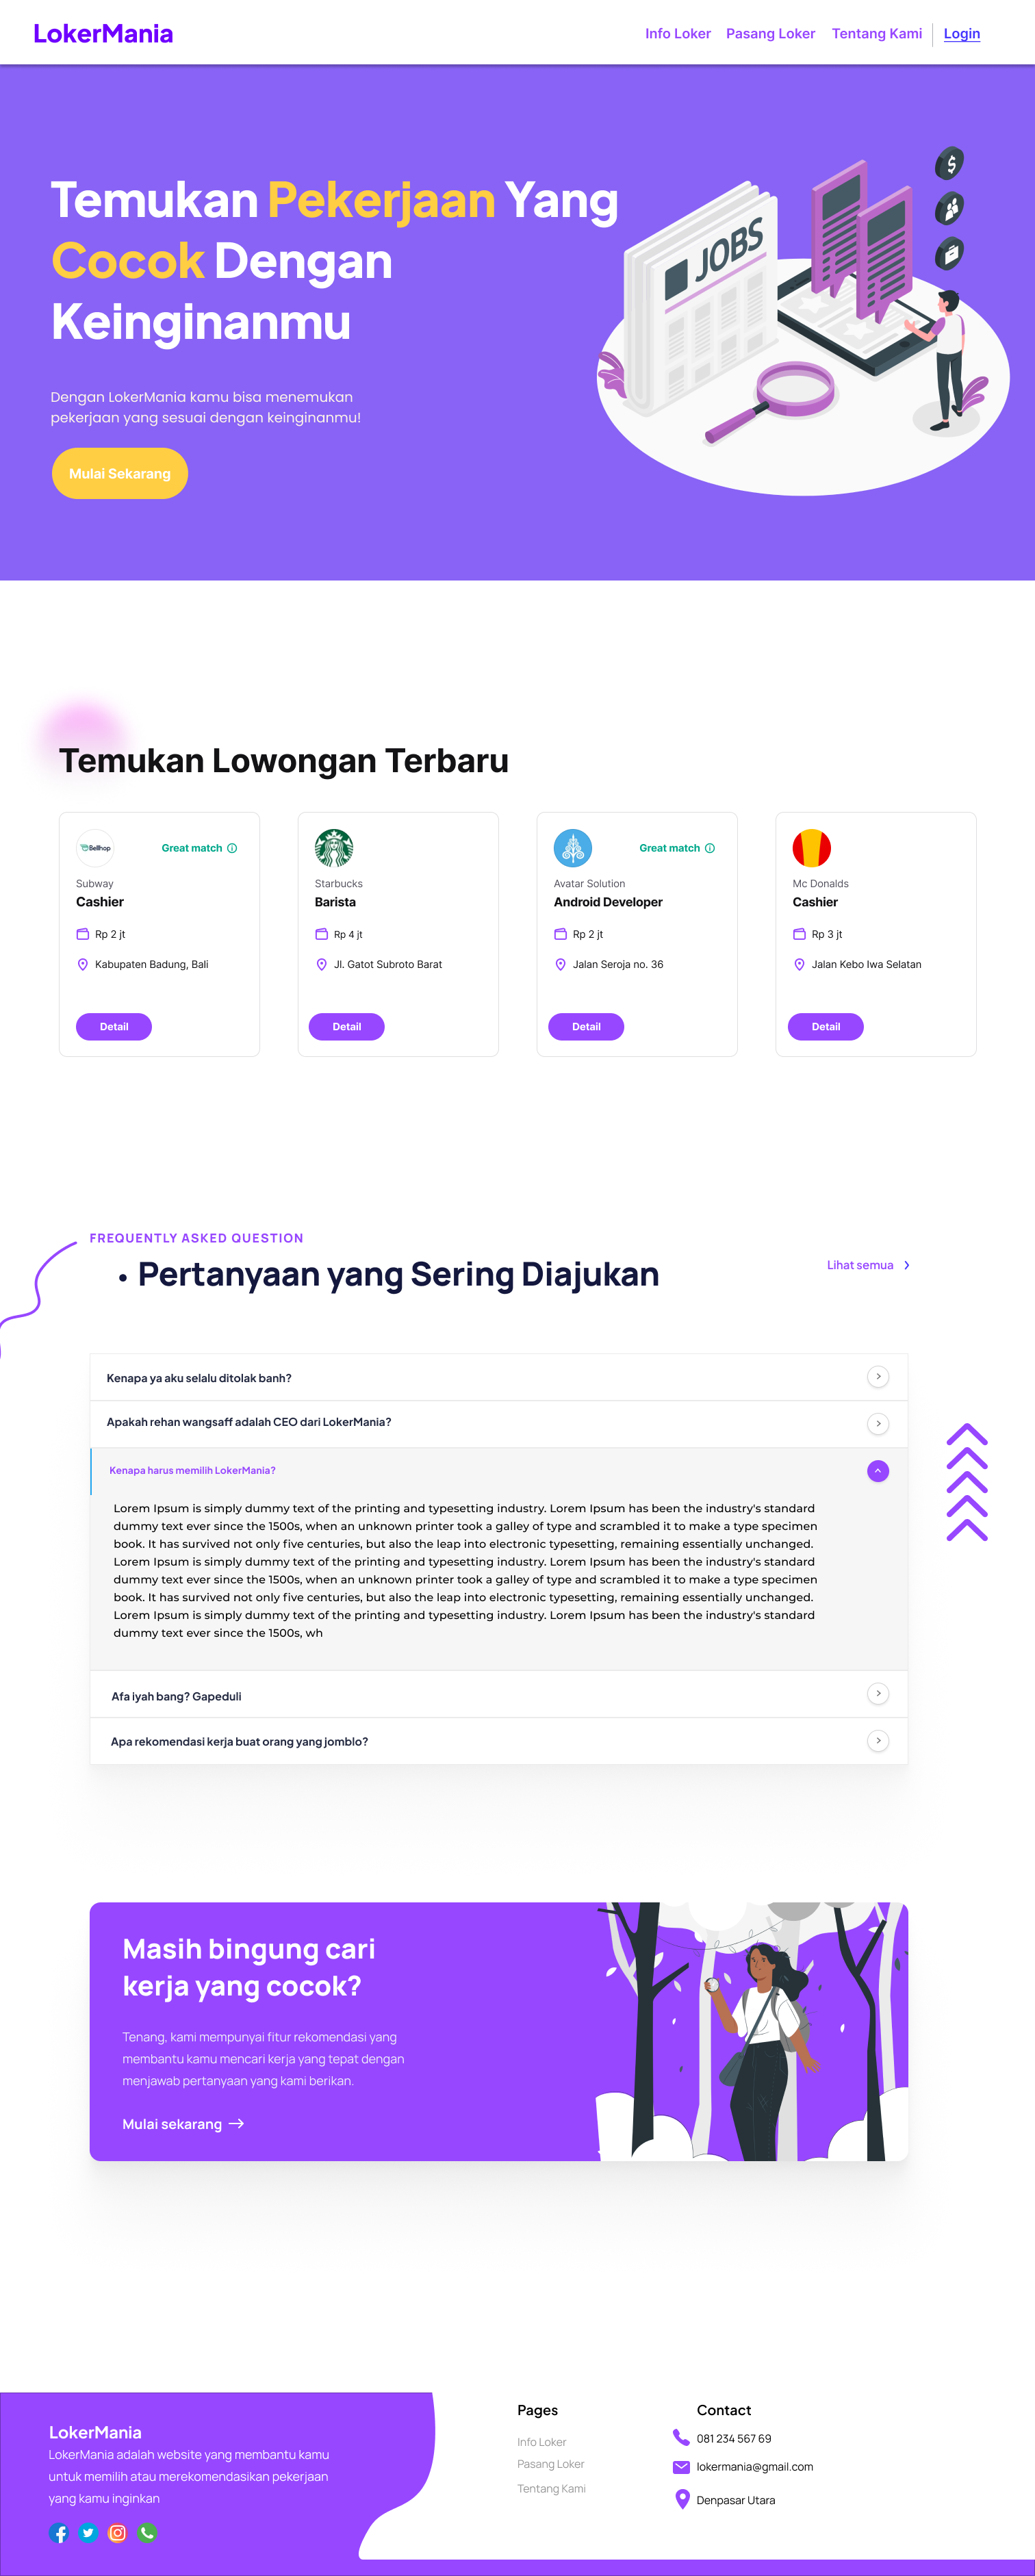 LokerMania
Info Loker
Pasang Loker
Tentang Kami
Login
Temukan Pekerjaan Yang
Cocok Dengan
Keinginanmu
JOBS
$
Dengan LokerMania kamu bisa menemukan
pekerjaan yang sesuai dengan keinginanmu!
Mulai Sekarang
Temukan Lowongan Terbaru
Bellhop
Great match
Subway
Cashier
Rp 2 jt
Kabupaten Badung, Bali
Detail
Starbucks
Barista
Rp 4 jt
Jl. Gatot Subroto Barat
Detail
Great match
Avatar Solution
Android Developer
Rp 2 jt
Jalan Seroja no. 36
Detail
Mc Donalds
Cashier
Rp 3 jt
Jalan Kebo Iwa Selatan
Detail
FREQUENTLY ASKED QUESTION
• Pertanyaan yang Sering Diajukan
Lihat semua
Kenapa ya aku selalu ditolak banh?
Apakah rehan wangsaff adalah CEO dari LokerMania?
Kenapa harus memilih LokerMania?
Lorem Ipsum is simply dummy text of the printing and typesetting industry. Lorem Ipsum has been the industry's standard
dummy text ever since the 1500s, when an unknown printer took a galley of type and scrambled it to make a type specimen
book. It has survived not only five centuries, but also the leap into electronic typesetting, remaining essentially unchanged.
Lorem Ipsum is simply dummy text of the printing and typesetting industry. Lorem Ipsum has been the industry's standard
dummy text ever since the 1500s, when an unknown printer took a galley of type and scrambled it to make a type specimen
book. It has survived not only five centuries, but also the leap into electronic typesetting, remaining essentially unchanged.
Lorem Ipsum is simply dummy text of the printing and typesetting industry. Lorem Ipsum has been the industry's standard
dummy text ever since the 1500s, wh
Afa iyah bang? Gapeduli
Apa rekomendasi kerja buat orang yang jomblo?
Masih bingung cari
kerja yang cocok?
Tenang, kami mempunyai fitur rekomendasi yang
membantu kamu mencari kerja yang tepat dengan
menjawab pertanyaan yang kami berikan.
Mulai sekarang
LokerMania
LokerMania adalah website yang membantu kamu
untuk memilih atau merekomendasikan pekerjaan
yang kamu inginkan
Pages
Info Loker
Pasang Loker
Tentang Kami
Contact
081 234 567 69
lokermania@gmail.com
Denpasar Utara